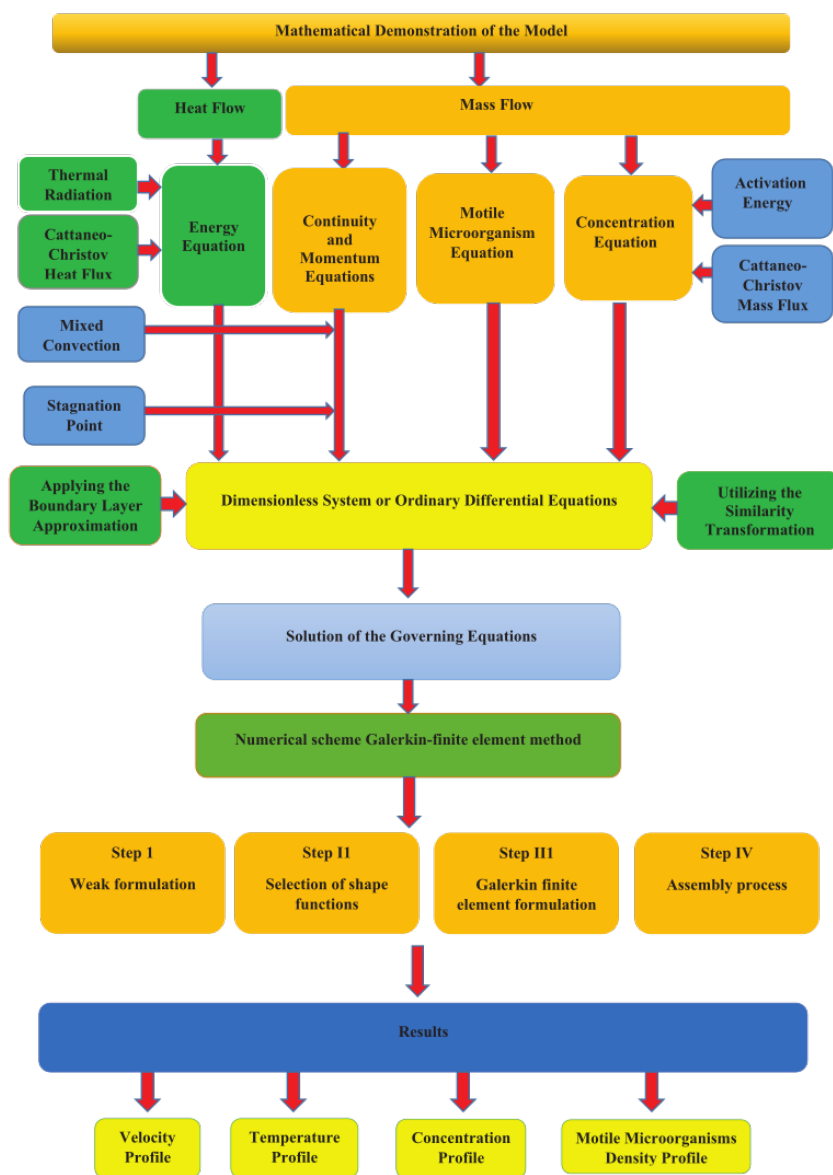 Mathematical Demonstration of the Model
Heat Flow
Mass Flow
Thermal
Radiation
Cattaneo-
Christov
Heat Flux
Energy
Equation
Continuity
and
Momentum
Equations
Motile
Microorganism
Equation
Concentration
Equation
Activation
Energy
Cattaneo-
Christov
Mass Flux
Mixed
Convection
Stagnation
Point
Applying the
Boundary Layer
Approximation
Dimensionless System or Ordinary Differential Equations
Utilizing the
Similarity
Transformation
Solution of the Governing Equations
Numerical scheme Galerkin-finite element method
Step 1
Weak formulation
Step I1
Selection of shape
functions
Step II1
Galerkin finite
element formulation
Step IV
Assembly process
Results
Velocity
Profile
Temperature
Profile
Concentration
Profile
Motile Microorganisms
Density Profile